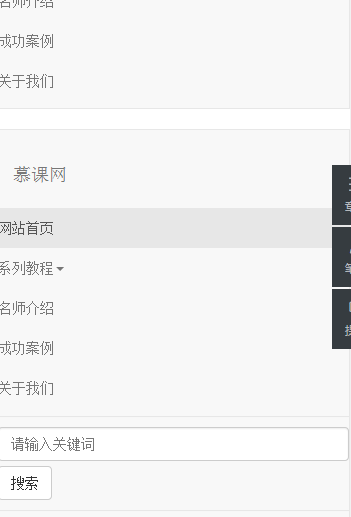 名师介绍
成功案例
关于我们
慕课网
网站首页
系列教程
名师介绍
成功案例
关于我们
请输入关键词
搜索